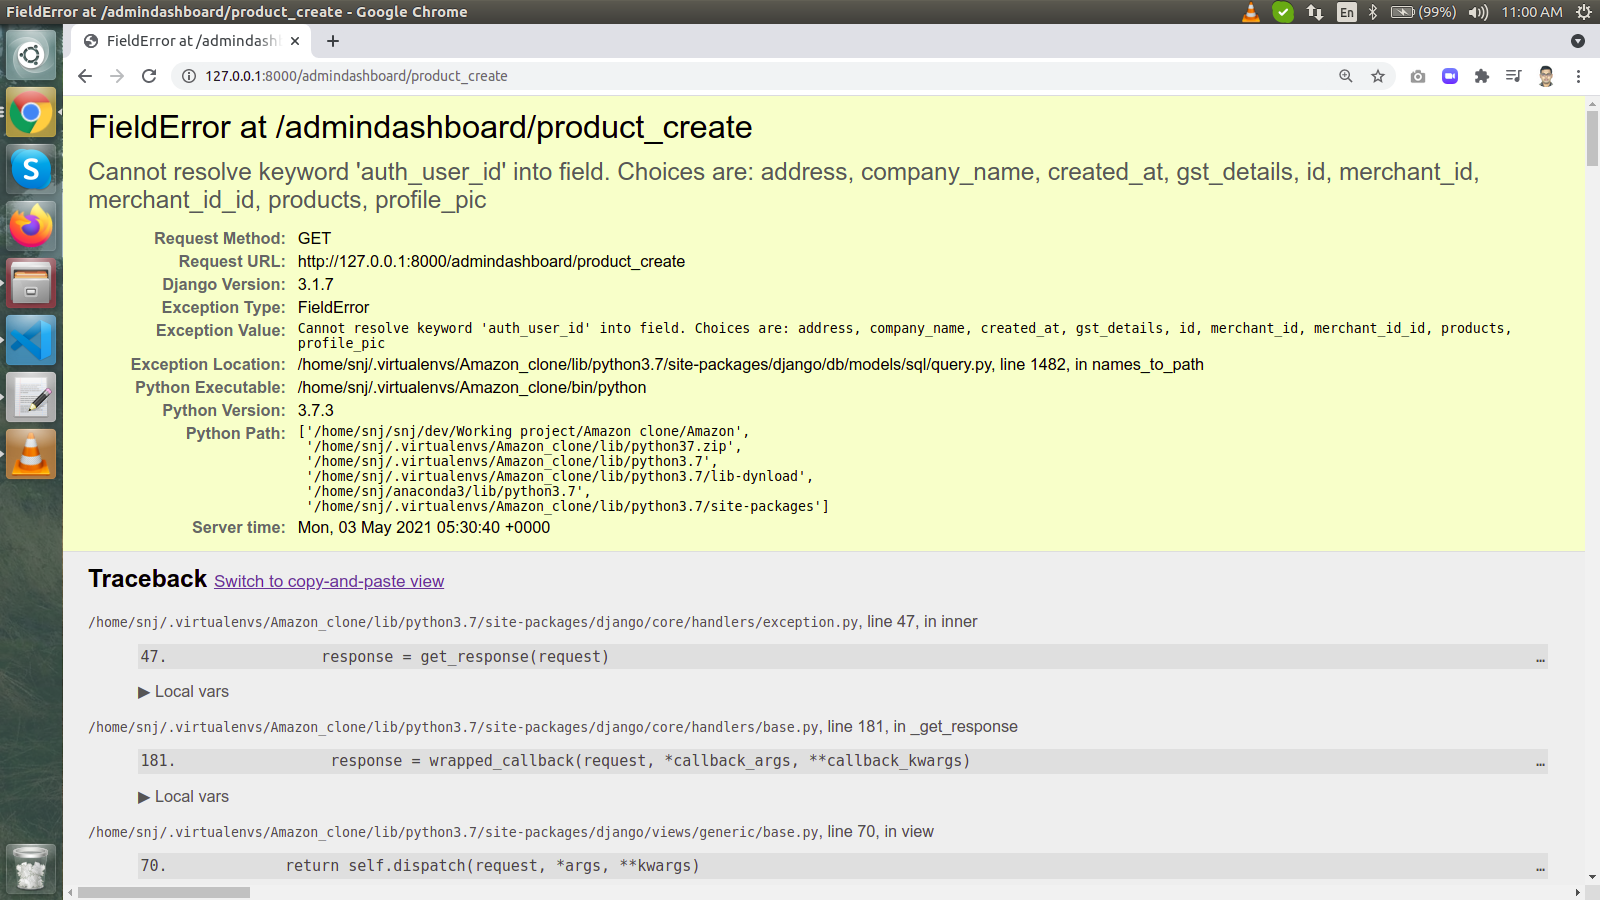 FieldError at /admindashboard/product_create - Google Chrome
En
(99%)
11:00 AM
FieldError at /admindash
127.0.0.1:8000/admindashboard/product_create
FieldError at /admindashboard/product_create
Cannot resolve keyword 'auth_user_id' into field. Choices are: address, company_name, created_at, gst_details, id, merchant_id,
merchant_id_id, products, profile_pic
Request Method: GET
Request URL: http://127.0.0.1:8000/admindashboard/product_create
Django Version: 3.1.7
Exception Type: FieldError
Exception Value: Cannot resolve keyword 'auth_user_id' into field. Choices are: address, company_name, created_at, gst_details, id, merchant_id, merchant_id_id, products,
profile_pic
Exception Location: /home/snj/.virtualenvs/Amazon_clone/lib/python3.7/site-packages/django/db/models/sql/query.py, line 1482, in names_to_path
Python Executable: /home/snj/.virtualenvs/Amazon_clone/bin/python
Python Version: 3.7.3
Python Path: ['/home/snj/snj/dev/Working project/Amazon clone/Amazon',
'/home/snj/.virtualenvs/Amazon_clone/lib/python37.zip',
'/home/snj/.virtualenvs/Amazon_clone/lib/python3.7',
'/home/snj/.virtualenvs/Amazon_clone/lib/python3.7/lib-dynload',
'/home/snj/anaconda3/lib/python3.7',
'/home/snj/.virtualenvs/Amazon_clone/lib/python3.7/site-packages']
Server time: Mon, 03 May 2021 05:30:40 +0000
Traceback Switch to copy-and-paste view
/home/snj/.virtualenvs/Amazon_clone/lib/python3.7/site-packages/django/core/handlers/exception.py, line 47, in inner
47. response = get_response(request) …
▶ Local vars
/home/snj/.virtualenvs/Amazon_clone/lib/python3.7/site-packages/django/core/handlers/base.py, line 181, in _get_response
181. response = wrapped_callback(request, *callback_args, **callback_kwargs) …
▶ Local vars
/home/snj/.virtualenvs/Amazon_clone/lib/python3.7/site-packages/django/views/generic/base.py, line 70, in view
70. return self.dispatch(request, *args, **kwargs) …